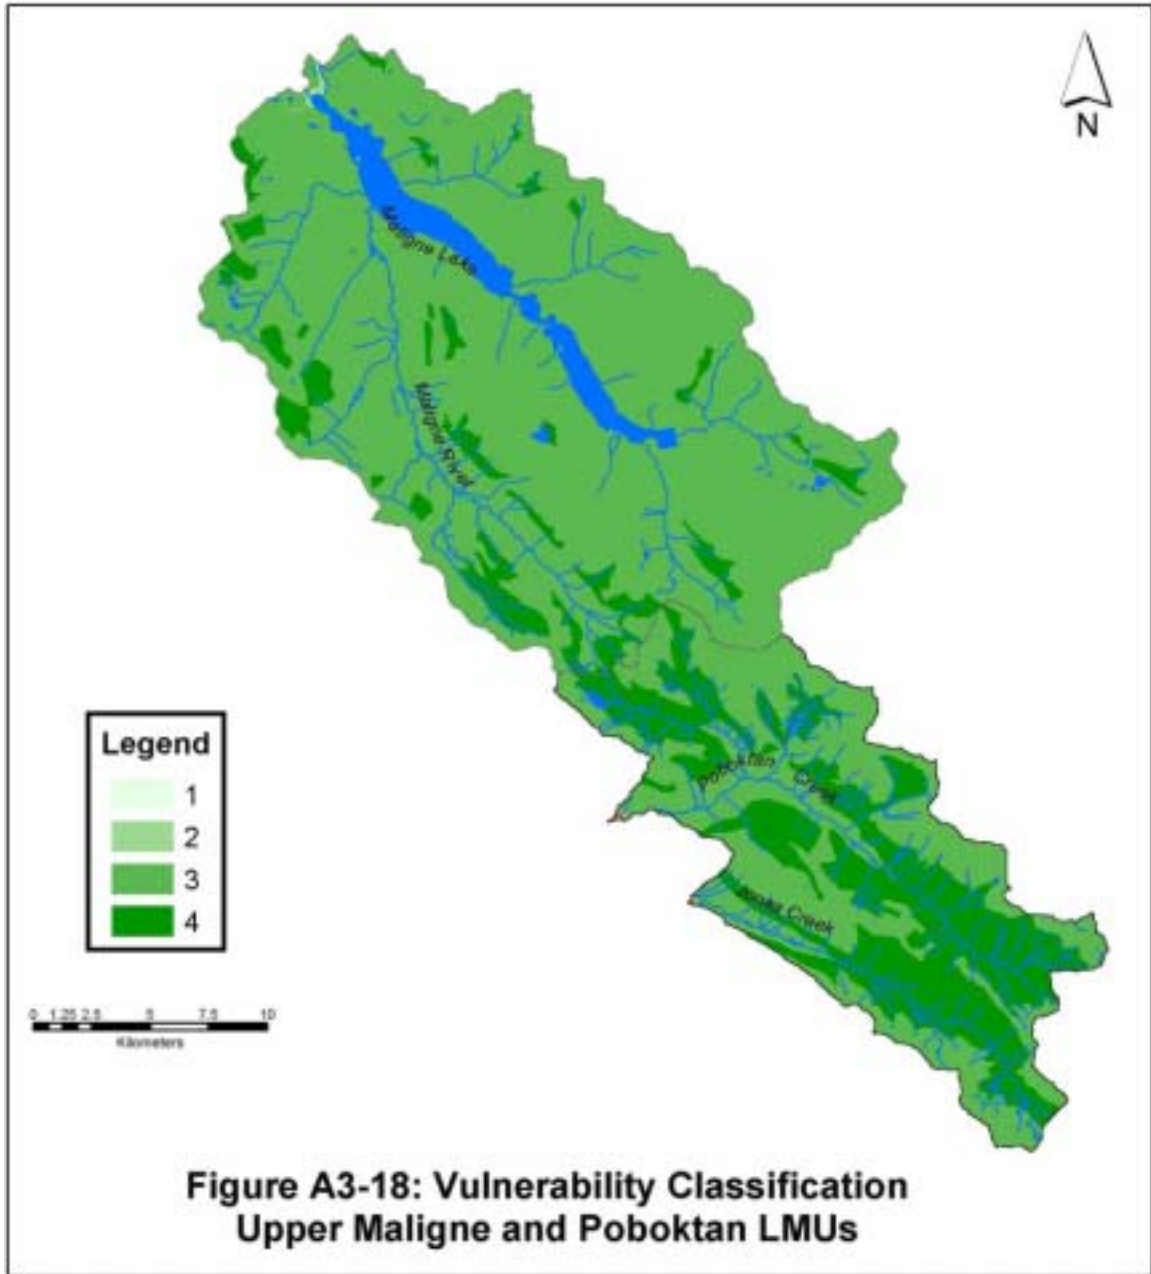 N
Maligne Lake
Maligne River
Poboktan Creek
Jonas Creek
Legend
1
2
3
4
0 1.25 2.5 5 7.5 10
Kilometers
Figure A3-18: Vulnerability Classification
Upper Maligne and Poboktan LMUs